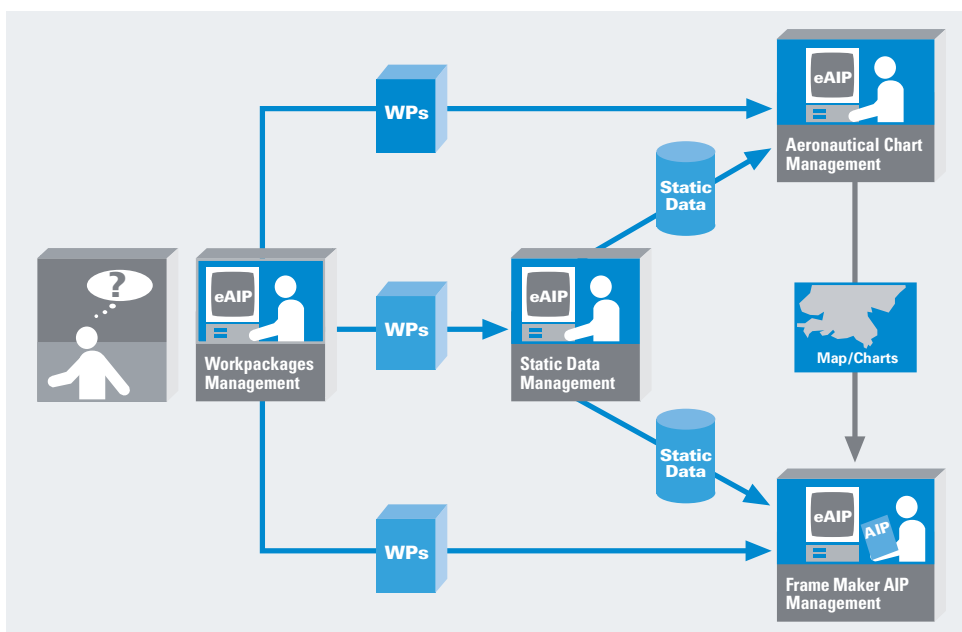 WPs
eAIP
Aeronautical Chart
Management
Static
Data
?
eAIP
Workpackages
Management
WPs
eAIP
Static Data
Management
Map/Charts
Static
Data
WPs
eAIP
AIP
Frame Maker AIP
Management